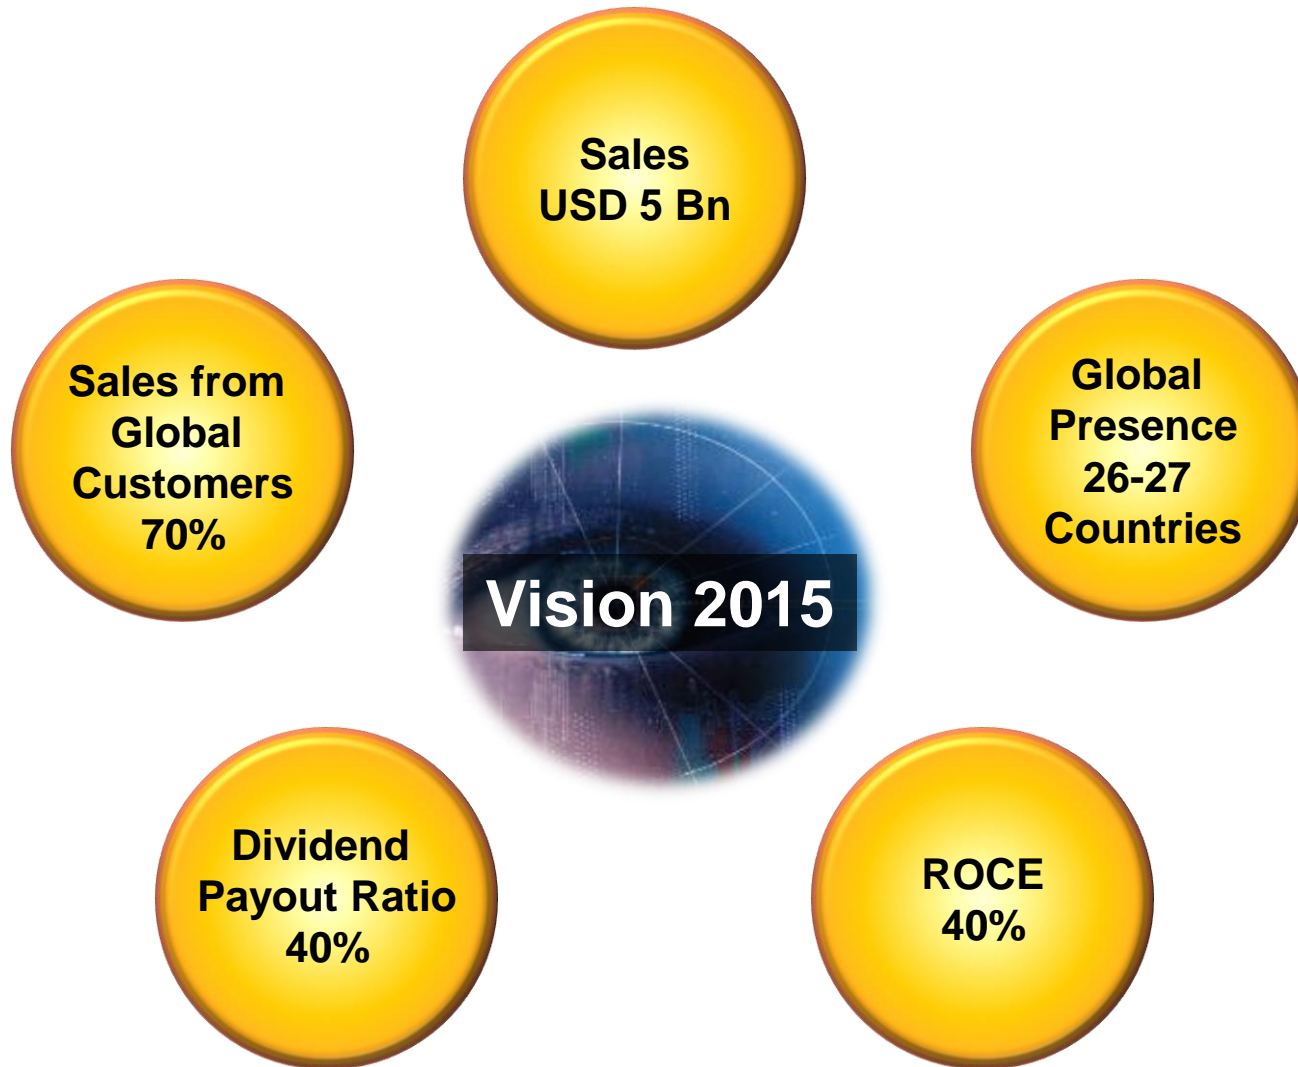 Sales
USD 5 Bn
Sales from
Global
Customers
70%
Global
Presence
26-27
Countries
Vision 2015
Dividend
Payout Ratio
40%
ROCE
40%